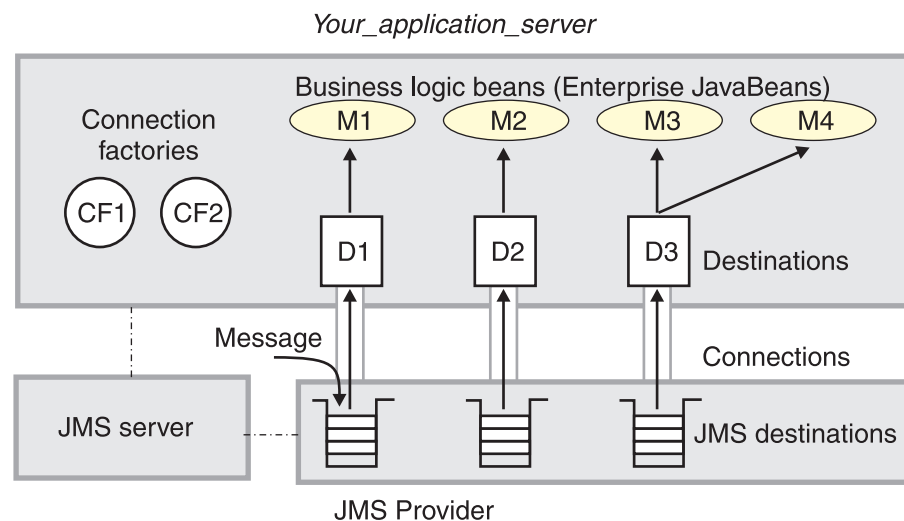 Your_application_server
Business logic beans (Enterprise JavaBeans)
Connection
factories
M1
M2
M3
M4
CF1
CF2
D1
D2
D3
Destinations
Message
Connections
JMS server
JMS destinations
JMS Provider